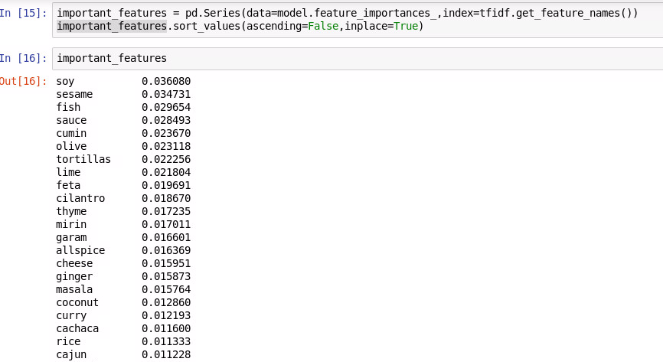 In [15]: important_features = pd.Series(data=model.feature_importances_,index=tfidf.get_feature_names())
important_features.sort_values(ascending=False,inplace=True)
In [16]: important_features
Out[16]: soy 0.036080
sesame 0.034731
fish 0.029654
sauce 0.028493
cumin 0.023670
olive 0.023118
tortillas 0.022256
lime 0.021804
feta 0.019691
cilantro 0.018670
thyme 0.017235
mirin 0.017011
garam 0.016601
allspice 0.016369
cheese 0.015951
ginger 0.015873
masala 0.015764
coconut 0.012860
curry 0.012193
cachaca 0.011600
rice 0.011333
cajun 0.011228